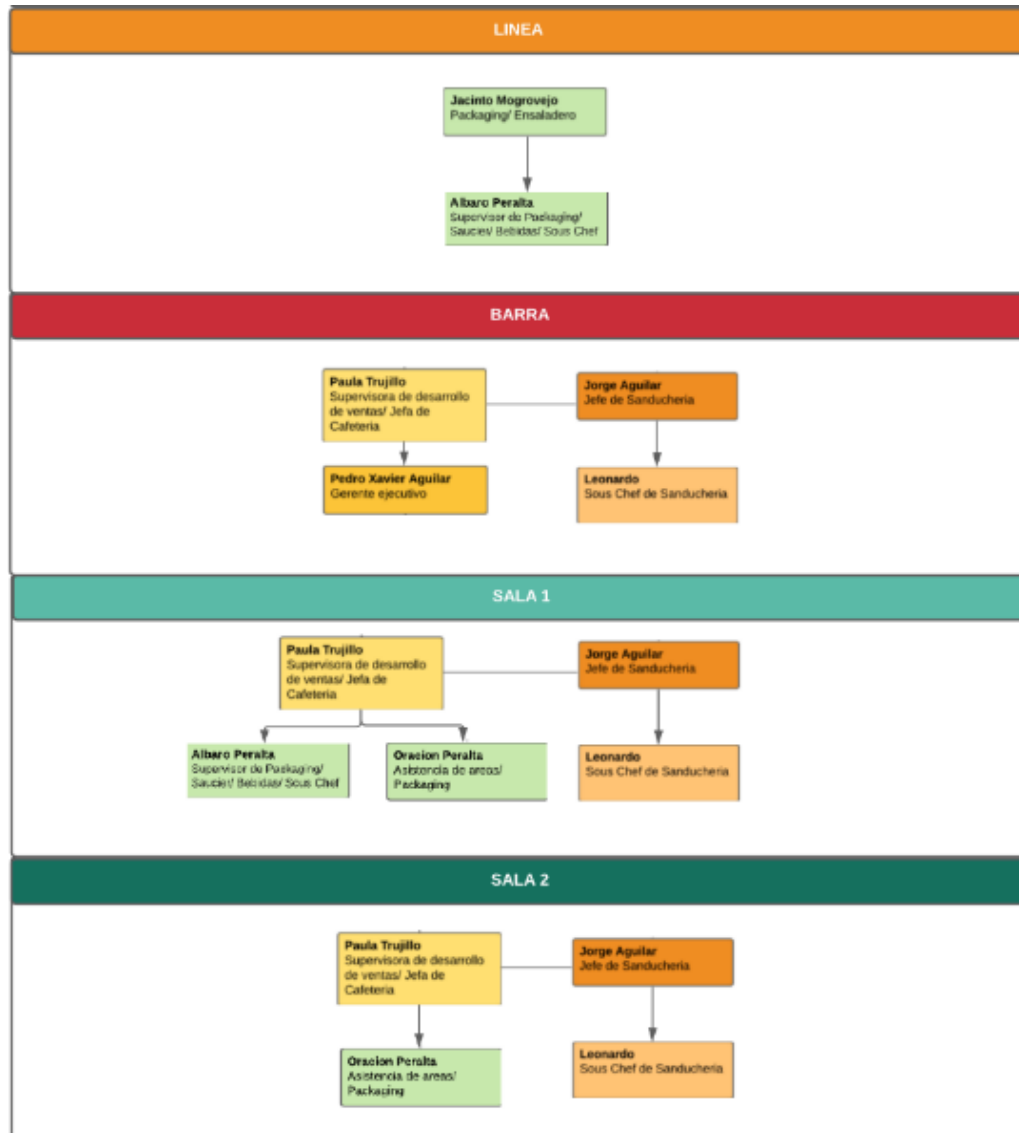 LINEA
Jacinto Mogrovejo
Packaging/ Ensaladero
Albaro Peralta
Supervisor de Packaging/
Saucier/ Bebidas/ Sous Chef
BARRA
Paula Trujillo
Supervisora de desarrollo
de ventas/ Jefa de
Cafeteria
Jorge Aguilar
Jefe de Sanducheria
Pedro Xavier Aguilar
Gerente ejecutivo
Leonardo
Sous Chef de Sanducheria
SALA 1
Paula Trujillo
Supervisora de desarrollo
de ventas/ Jefa de
Cafeteria
Jorge Aguilar
Jefe de Sanducheria
Albaro Peralta
Supervisor de Packaging/
Saucier/ Bebidas/ Sous Chef
Oracion Peralta
Asistencia de areas/
Packaging
Leonardo
Sous Chef de Sanducheria
SALA 2
Paula Trujillo
Supervisora de desarrollo
de ventas/ Jefa de
Cafeteria
Jorge Aguilar
Jefe de Sanducheria
Oracion Peralta
Asistencia de areas/
Packaging
Leonardo
Sous Chef de Sanducheria